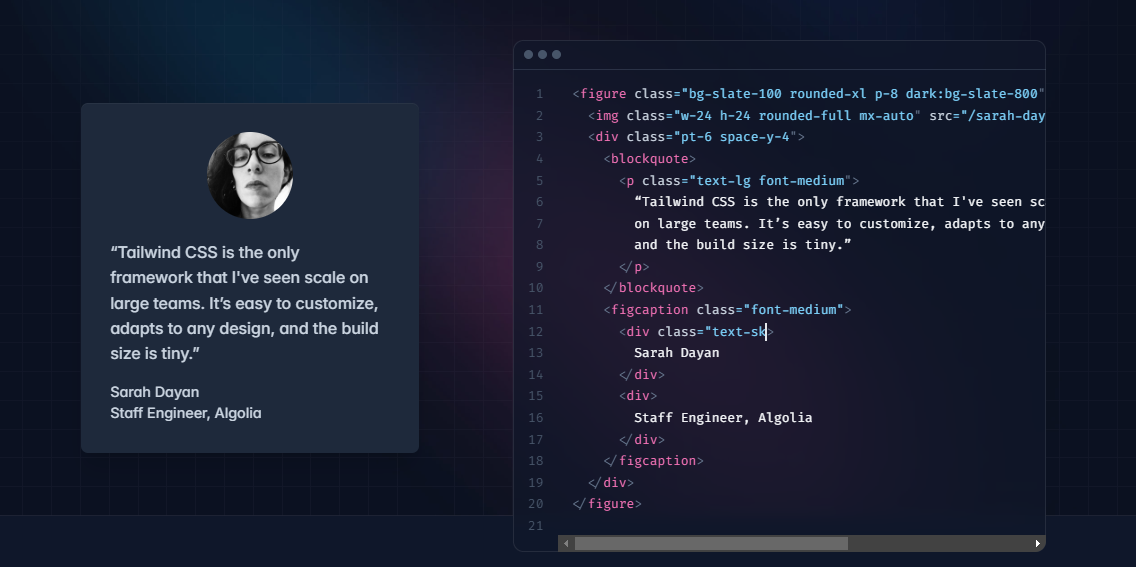 “Tailwind CSS is the only
framework that I've seen scale on
large teams. It’s easy to customize,
adapts to any design, and the build
size is tiny.”
Sarah Dayan
Staff Engineer, Algolia
1 <figure class="bg-slate-100 rounded-xl p-8 dark:bg-slate-800"
2 <img class="w-24 h-24 rounded-full mx-auto" src="/sarah-day
3 <div class="pt-6 space-y-4">
4 <blockquote>
5 <p class="text-lg font-medium">
6 “Tailwind CSS is the only framework that I've seen sc
7 on large teams. It’s easy to customize, adapts to any
8 and the build size is tiny.”
9 </p>
10 </blockquote>
11 <figcaption class="font-medium">
12 <div class="text-sk>
13 Sarah Dayan
14 </div>
15 <div>
16 Staff Engineer, Algolia
17 </div>
18 </figcaption>
19 </div>
20 </figure>
21